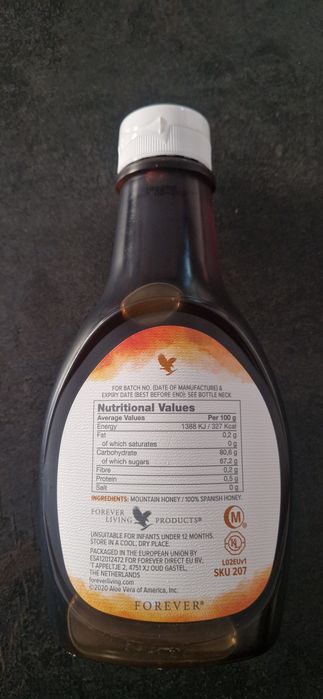 FOR BATCH NO. (DATE OF MANUFACTURE) &
EXPIRY DATE (BEST BEFORE END): SEE BOTTLE NECK
Nutritional Values
Average Values Per 100 g
Energy 1388 KJ / 327 Kcal
Fat 0,2 g
of which saturates 0 g
Carbohydrate 80,6 g
of which sugars 67,2 g
Fibre 0,2 g
Protein 0,5 g
Salt 0 g
INGREDIENTS: MOUNTAIN HONEY / 100% SPANISH HONEY.
FOREVER
LIVING PRODUCTS®
M
UNSUITABLE FOR INFANTS UNDER 12 MONTHS.
STORE IN A COOL, DRY PLACE.
PACKAGED IN THE EUROPEAN UNION BY
ESA12012472 FOR FOREVER DIRECT EU BV,
'T APPELTJE 2, 4751 XJ OUD GASTEL,
THE NETHERLANDS
foreverliving.com
©2020 Aloe Vera of America, Inc.
L02EUv1
SKU 207
FOREVER®